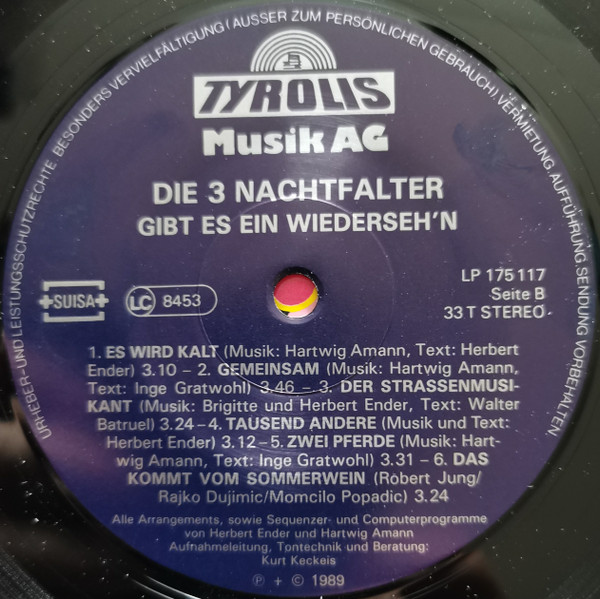 URHEBER- UND LEISTUNGSSCHUTZRECHTE. BESONDERS VERVIELFÄLTIGUNG (AUSSER ZUM PERSÖNLICHEN GEBRAUCH), VERMIETUNG AUFFÜHRUNG, SENDUNG VORBEHALTEN
TYROLIS
Musik AG
DIE 3 NACHTFALTER
GIBT ES EIN WIEDERSEH'N
LP 175 117
Seite B
33 T STEREO
SUISA
LC 8453
1. ES WIRD KALT (Musik: Hartwig Amann, Text: Herbert
Ender) 3.10 – 2. GEMEINSAM (Musik: Hartwig Amann,
Text: Inge Gratwohl) 3.46 – 3. DER STRASSENMUSI-
KANT (Musik: Brigitte und Herbert Ender, Text: Walter
Batruel) 3.24 – 4. TAUSEND ANDERE (Musik und Text:
Herbert Ender) 3.12 – 5. ZWEI PFERDE (Musik: Hart-
wig Amann, Text: Inge Gratwohl) 3.31 – 6. DAS
KOMMT VOM SOMMERWEIN (Robert Jung/
Rajko Dujimic/Momcilo Popadic) 3.24
Alle Arrangements, sowie Sequenzer- und Computerprogramme
von Herbert Ender und Hartwig Amann
Aufnahmeleitung, Tontechnik und Beratung:
Kurt Keckeis
℗ + © 1989